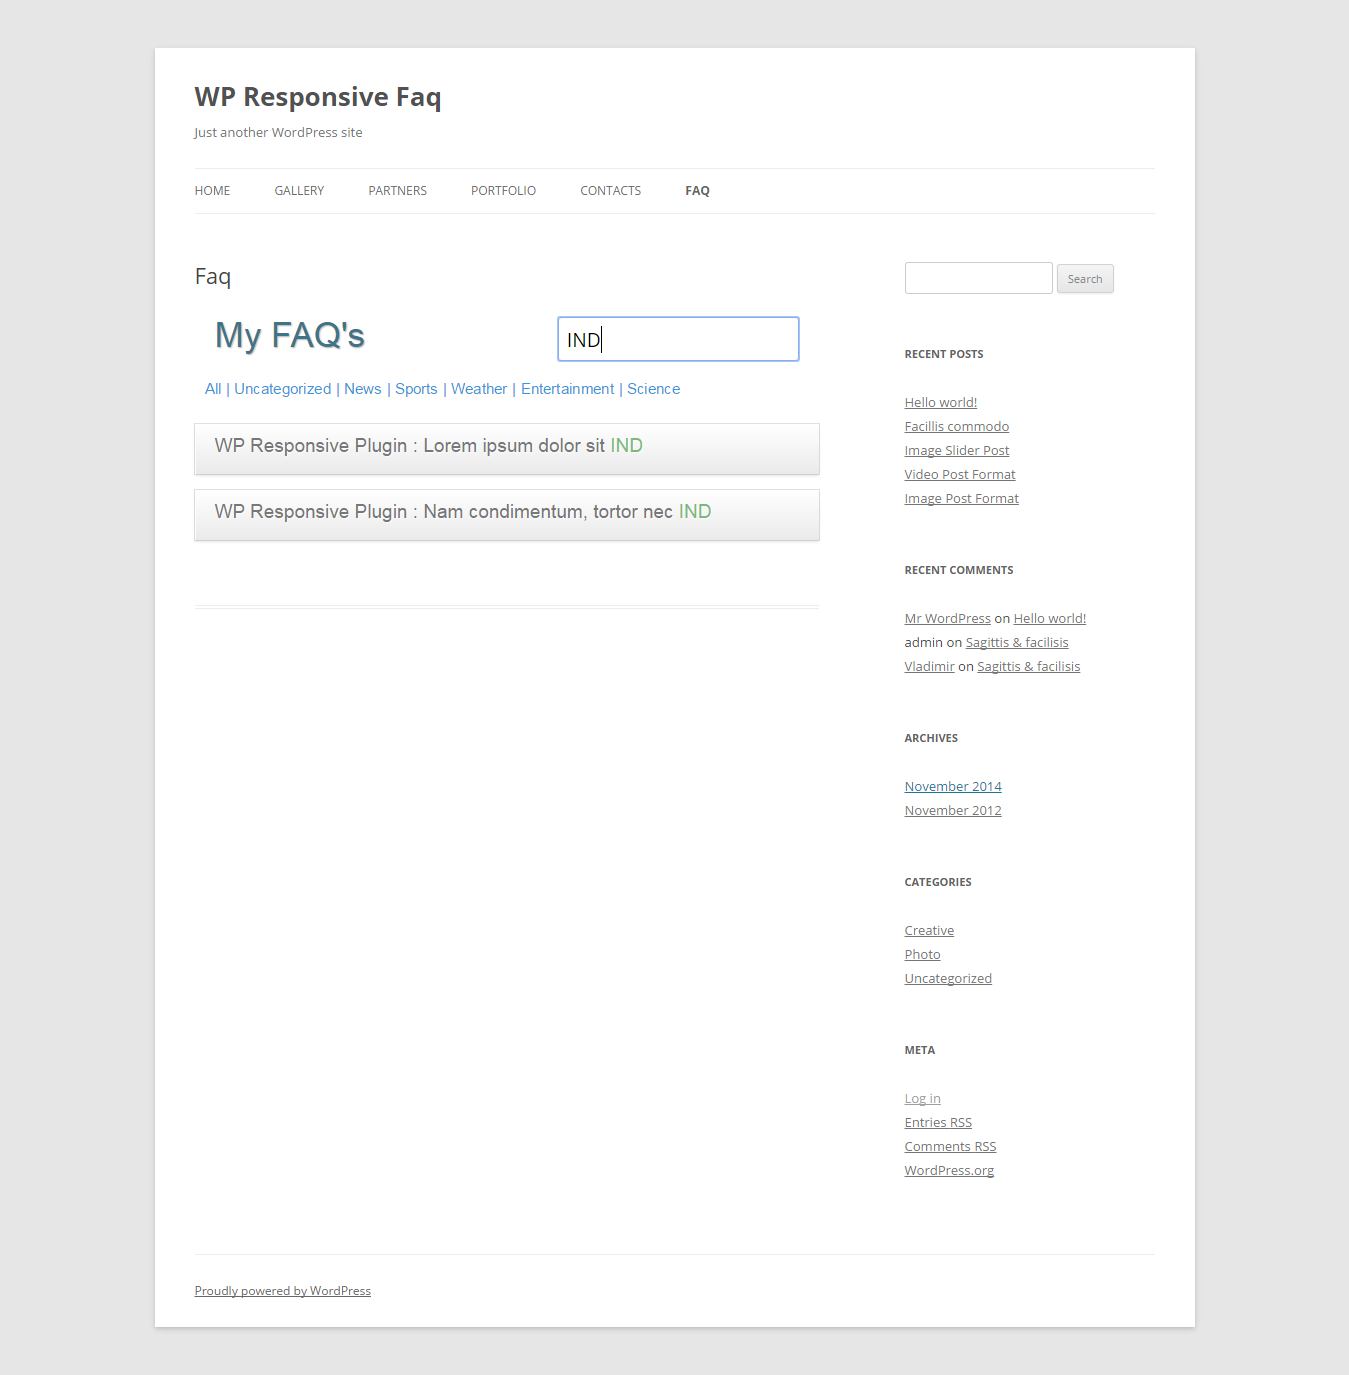 WP Responsive Faq
Just another WordPress site
HOME GALLERY PARTNERS PORTFOLIO CONTACTS FAQ
Faq
My FAQ's
IND
All | Uncategorized | News | Sports | Weather | Entertainment | Science
WP Responsive Plugin : Lorem ipsum dolor sit IND
WP Responsive Plugin : Nam condimentum, tortor nec IND
Search
RECENT POSTS
Hello world!
Facillis commodo
Image Slider Post
Video Post Format
Image Post Format
RECENT COMMENTS
Mr WordPress on Hello world!
admin on Sagittis & facilisis
Vladimir on Sagittis & facilisis
ARCHIVES
November 2014
November 2012
CATEGORIES
Creative
Photo
Uncategorized
META
Log in
Entries RSS
Comments RSS
WordPress.org
Proudly powered by WordPress